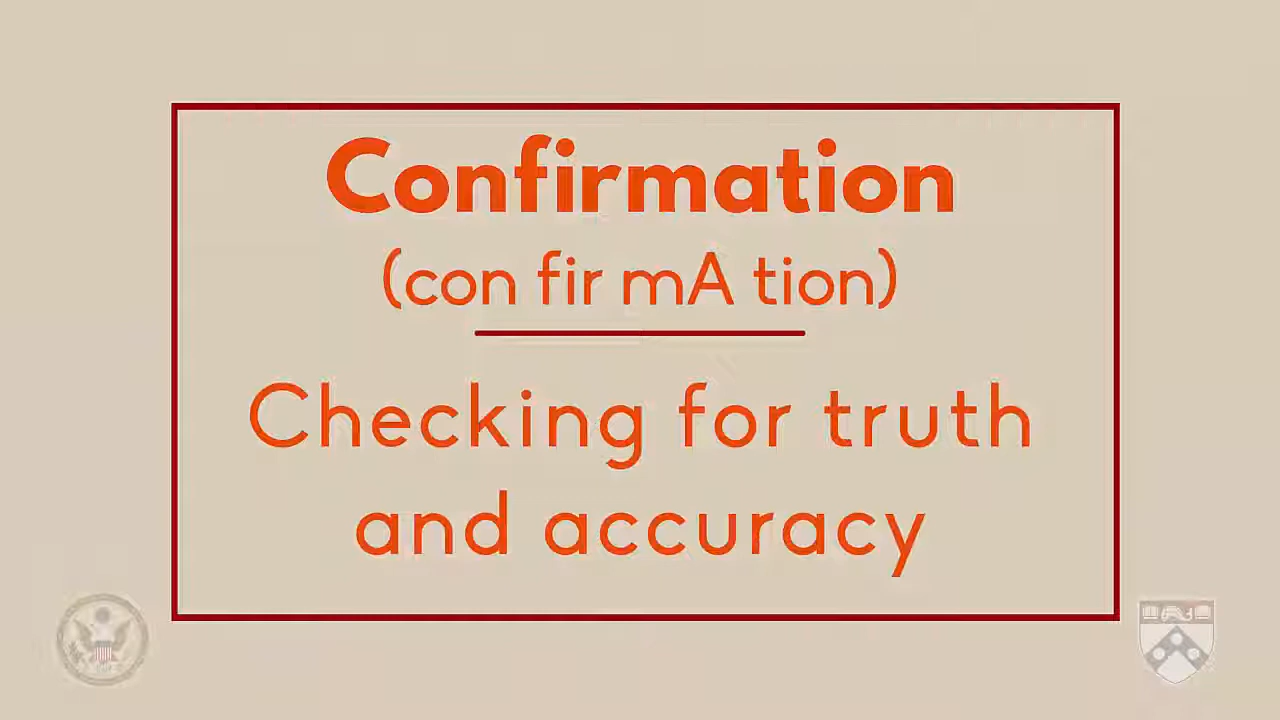 Confirmation
(con fir mA tion)
Checking for truth
and accuracy